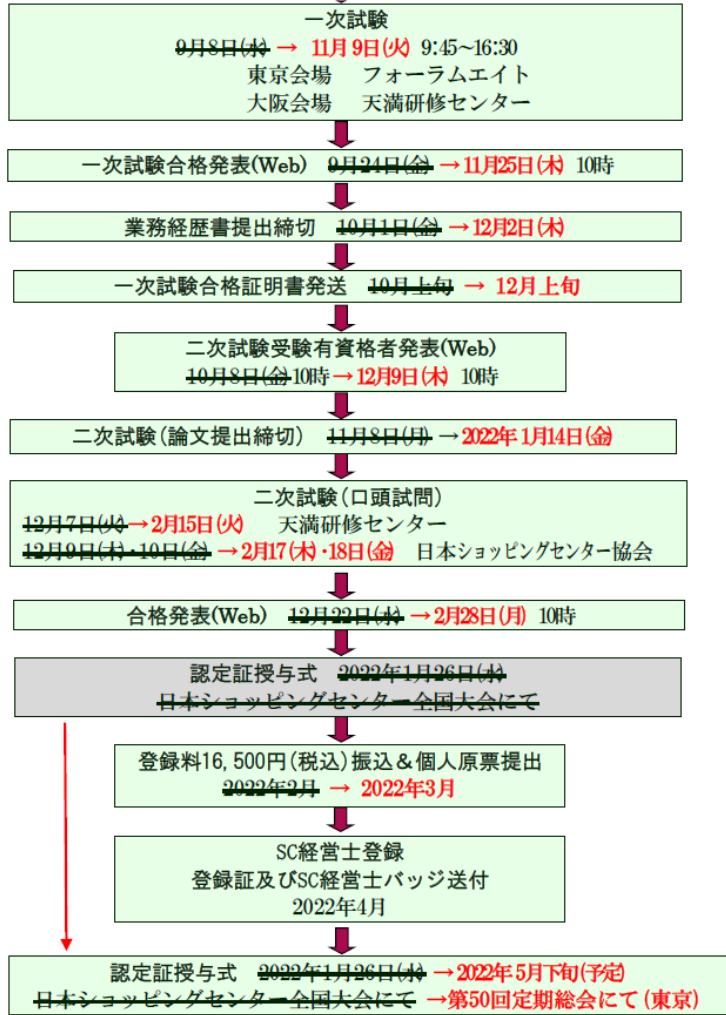 一次試験
9月8日(水) → 11月9日(火) 9:45~16:30
東京会場 フォーラムエイト
大阪会場 天満研修センター
一次試験合格発表(Web) 9月24日(金) →11月25日(木) 10時
業務経歴書提出締切 10月1日(金) →12月2日(木)
一次試験合格証明書発送 10月上旬 → 12月上旬
二次試験受験有資格者発表(Web)
10月8日(金)10時→12月9日(木) 10時
二次試験(論文提出締切) 11月8日(月) →2022年1月14日(金)
二次試験(口頭試問)
12月7日(火)→2月15日(火) 天満研修センター
12月9日(木)・10日(金) →2月17(木)・18日(金) 日本ショッピングセンター協会
合格発表(Web) 12月22日(水) →2月28日(月) 10時
認定証授与式 2022年1月26日(水)
日本ショッピングセンター全国大会にて
登録料16,500円(税込)振込&個人原票提出
2022年2月 → 2022年3月
SC経営士登録
登録証及びSC経営士バッジ送付
2022年4月
認定証授与式 2022年1月26日(水) →2022年5月下旬(予定)
日本ショッピングセンター全国大会にて →第50回定期総会にて(東京)